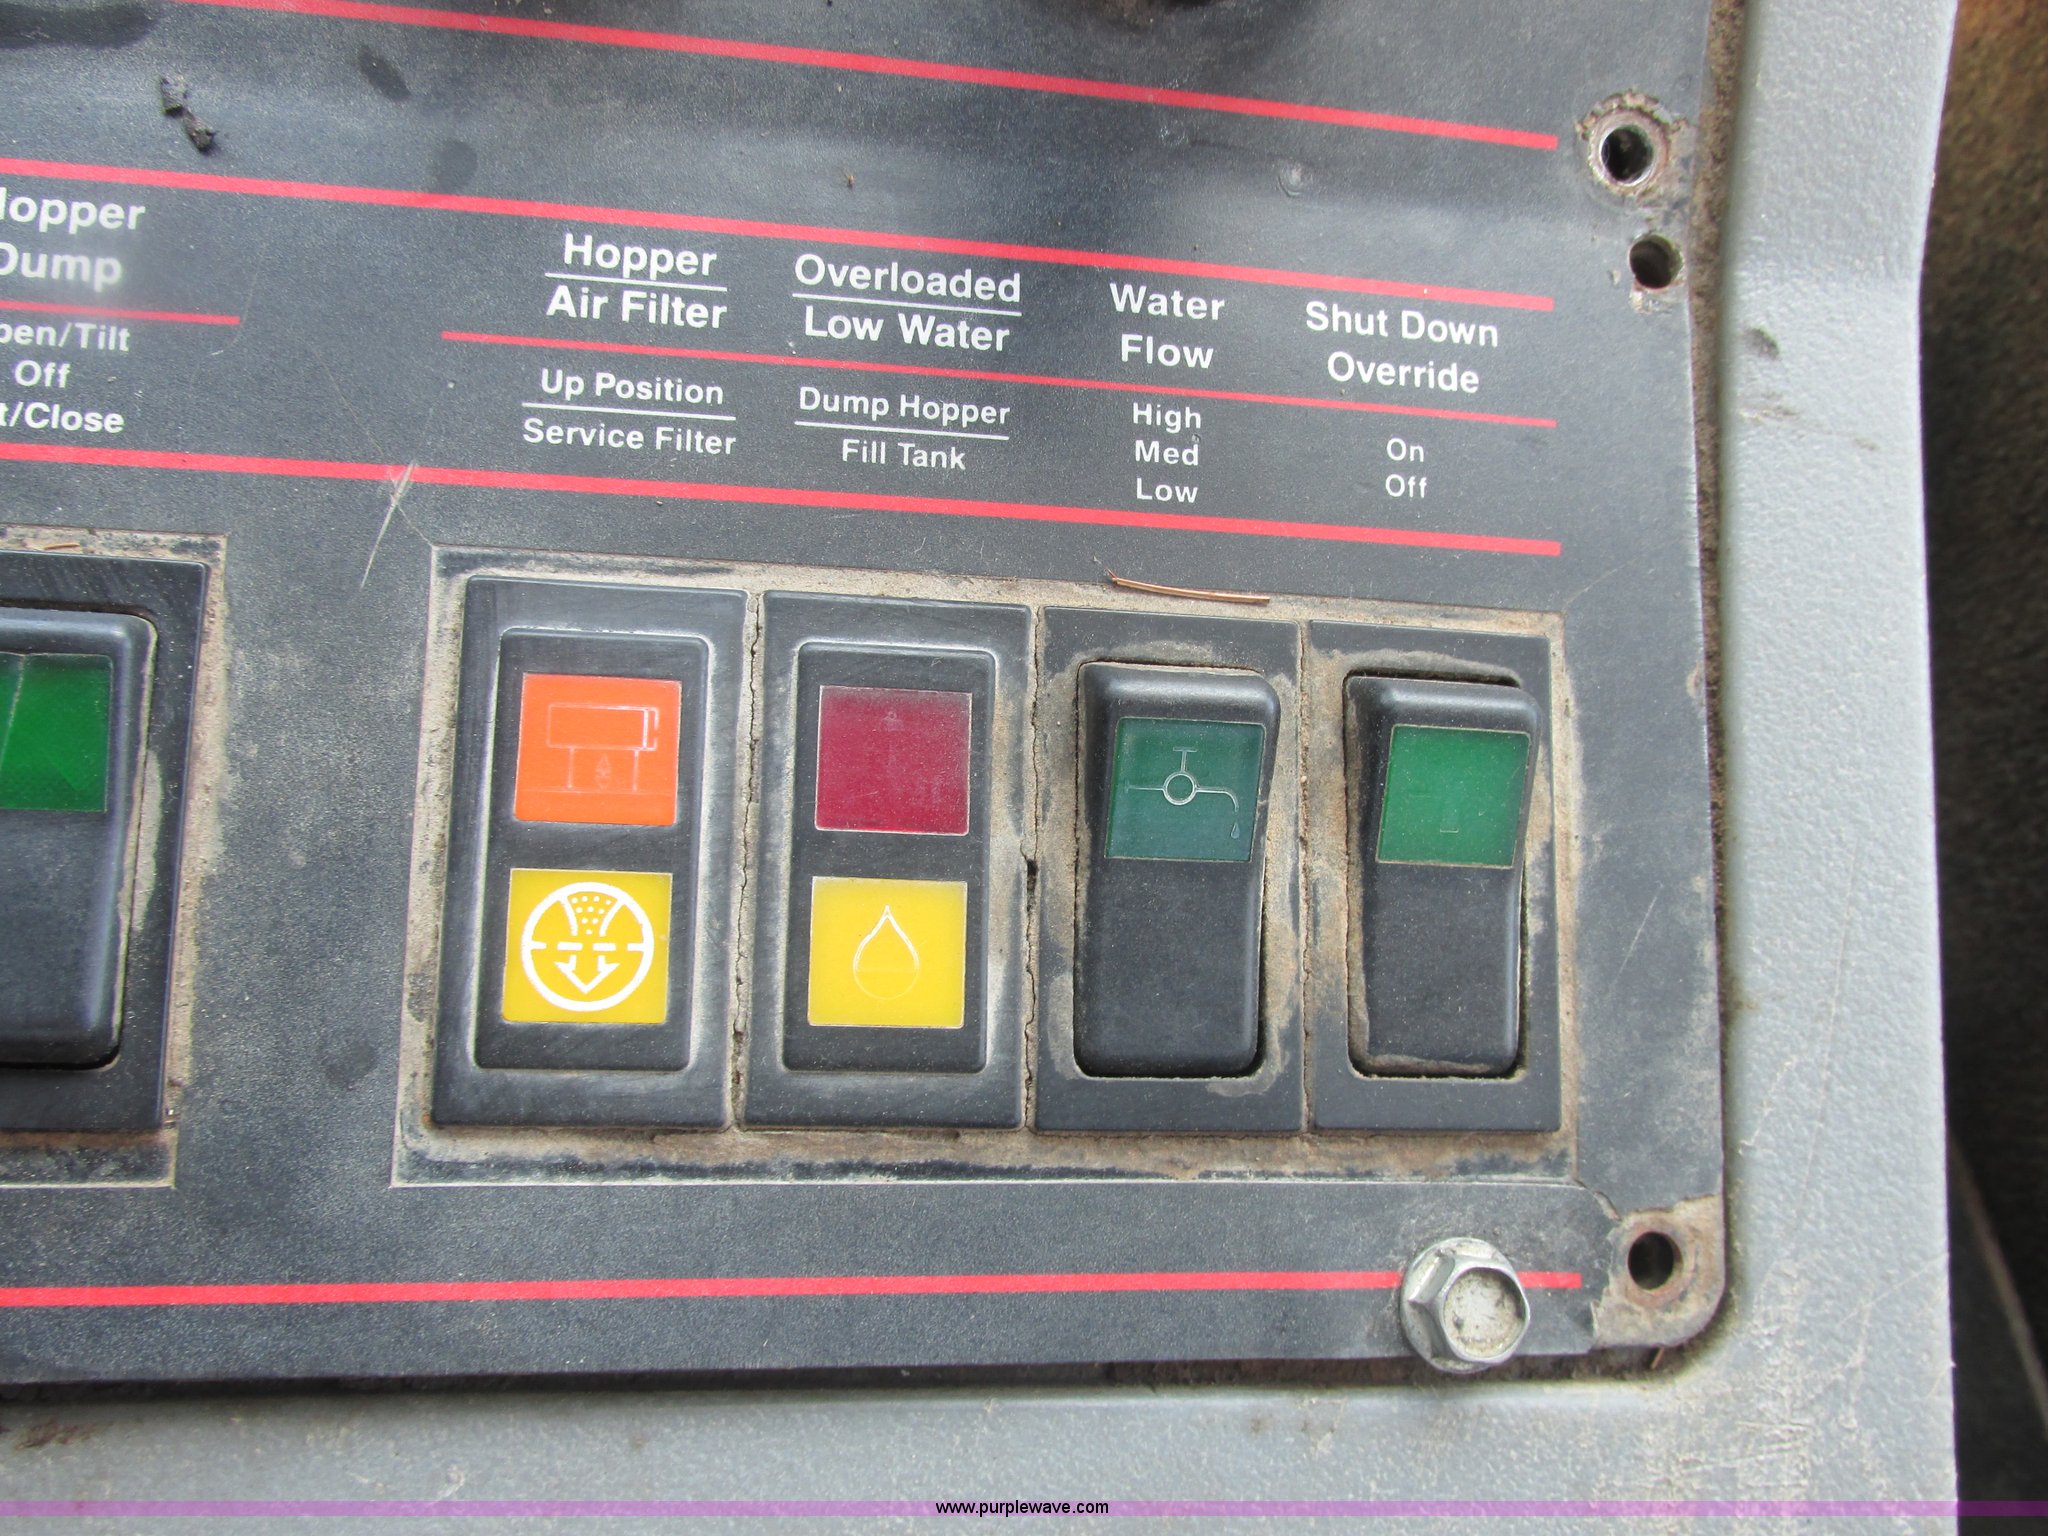 Hopper
Air Filter
Up Position
Service Filter
Overloaded
Low Water
Dump Hopper
Fill Tank
Water
Flow
High
Med
Low
Shut Down
Override
On
Off
opper
Dump
pen/Tilt
Off
t/Close
www.purplewave.com